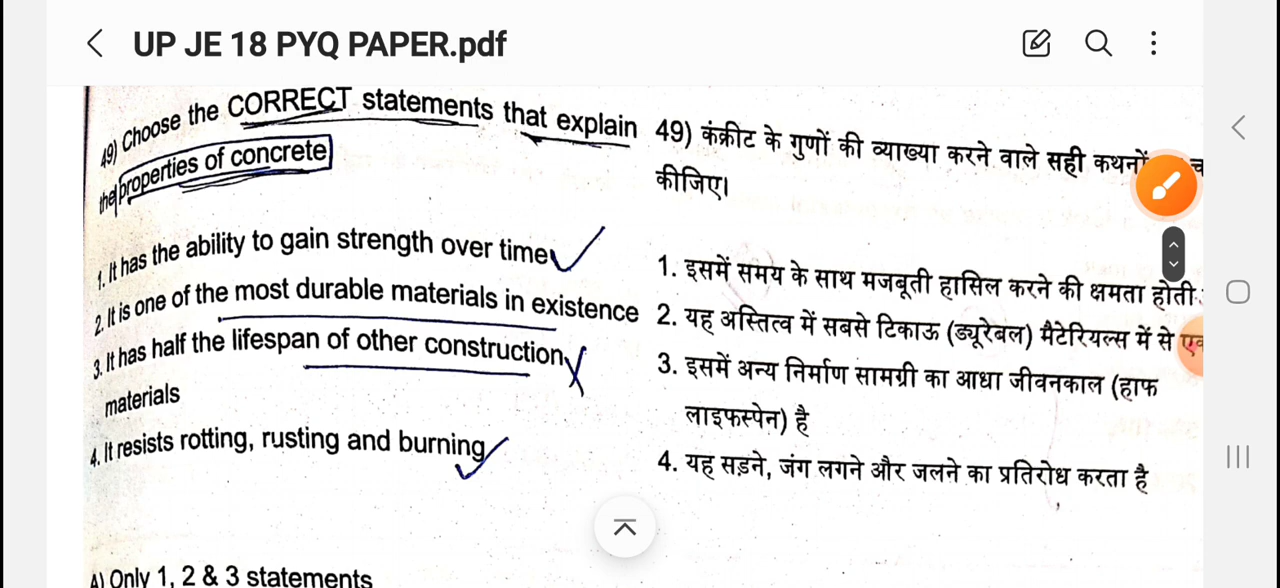 UP JE 18 PYQ PAPER.pdf
49) Choose the CORRECT statements that explain
the properties of concrete
1. It has the ability to gain strength over time
2. It is one of the most durable materials in existence
3. It has half the lifespan of other construction
materials
4. It resists rotting, rusting and burning
A) Only 1, 2 & 3 statements
49) कंक्रीट के गुणों की व्याख्या करने वाले सही कथनों च
कीजिए।
1. इसमें समय के साथ मजबूती हासिल करने की क्षमता होती
2. यह अस्तित्व में सबसे टिकाऊ (ड्यूरेबल) मैटेरियल्स में से
3. इसमें अन्य निर्माण सामग्री का आधा जीवनकाल (हाफ
लाइफस्पेन) है
4. यह सड़ने, जंग लगने और जलने का प्रतिरोध करता है